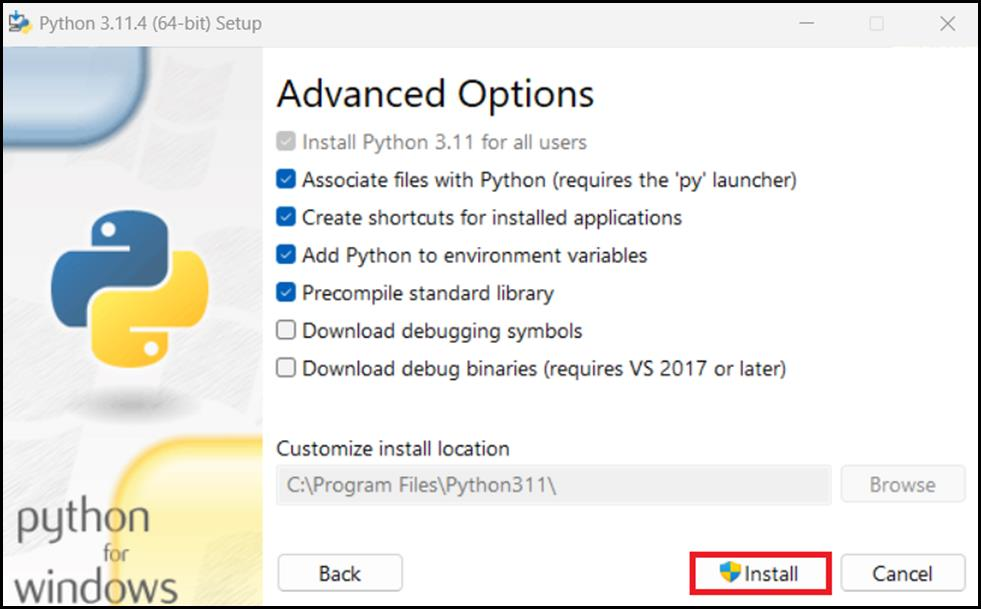 Python 3.11.4 (64-bit) Setup
Advanced Options
Install Python 3.11 for all users
Associate files with Python (requires the 'py' launcher)
Create shortcuts for installed applications
Add Python to environment variables
Precompile standard library
Download debugging symbols
Download debug binaries (requires VS 2017 or later)
Customize install location
C:\Program Files\Python311\
Browse
python
for
windows
Back
Install
Cancel